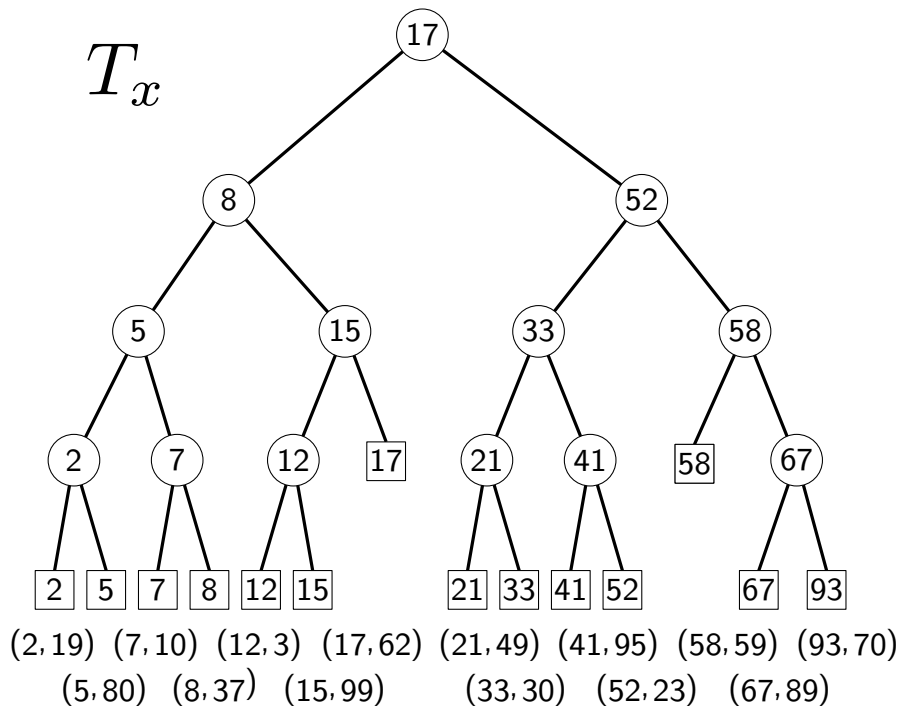 17
T_x
8 52
5 15 33 58
2 7 12 17 21 41 58 67
2 5 7 8 12 15 21 33 41 52 67 93
(2,19) (7,10) (12,3) (17,62) (21,49) (41,95) (58,59) (93,70)
(5,80) (8,37) (15,99) (33,30) (52,23) (67,89)